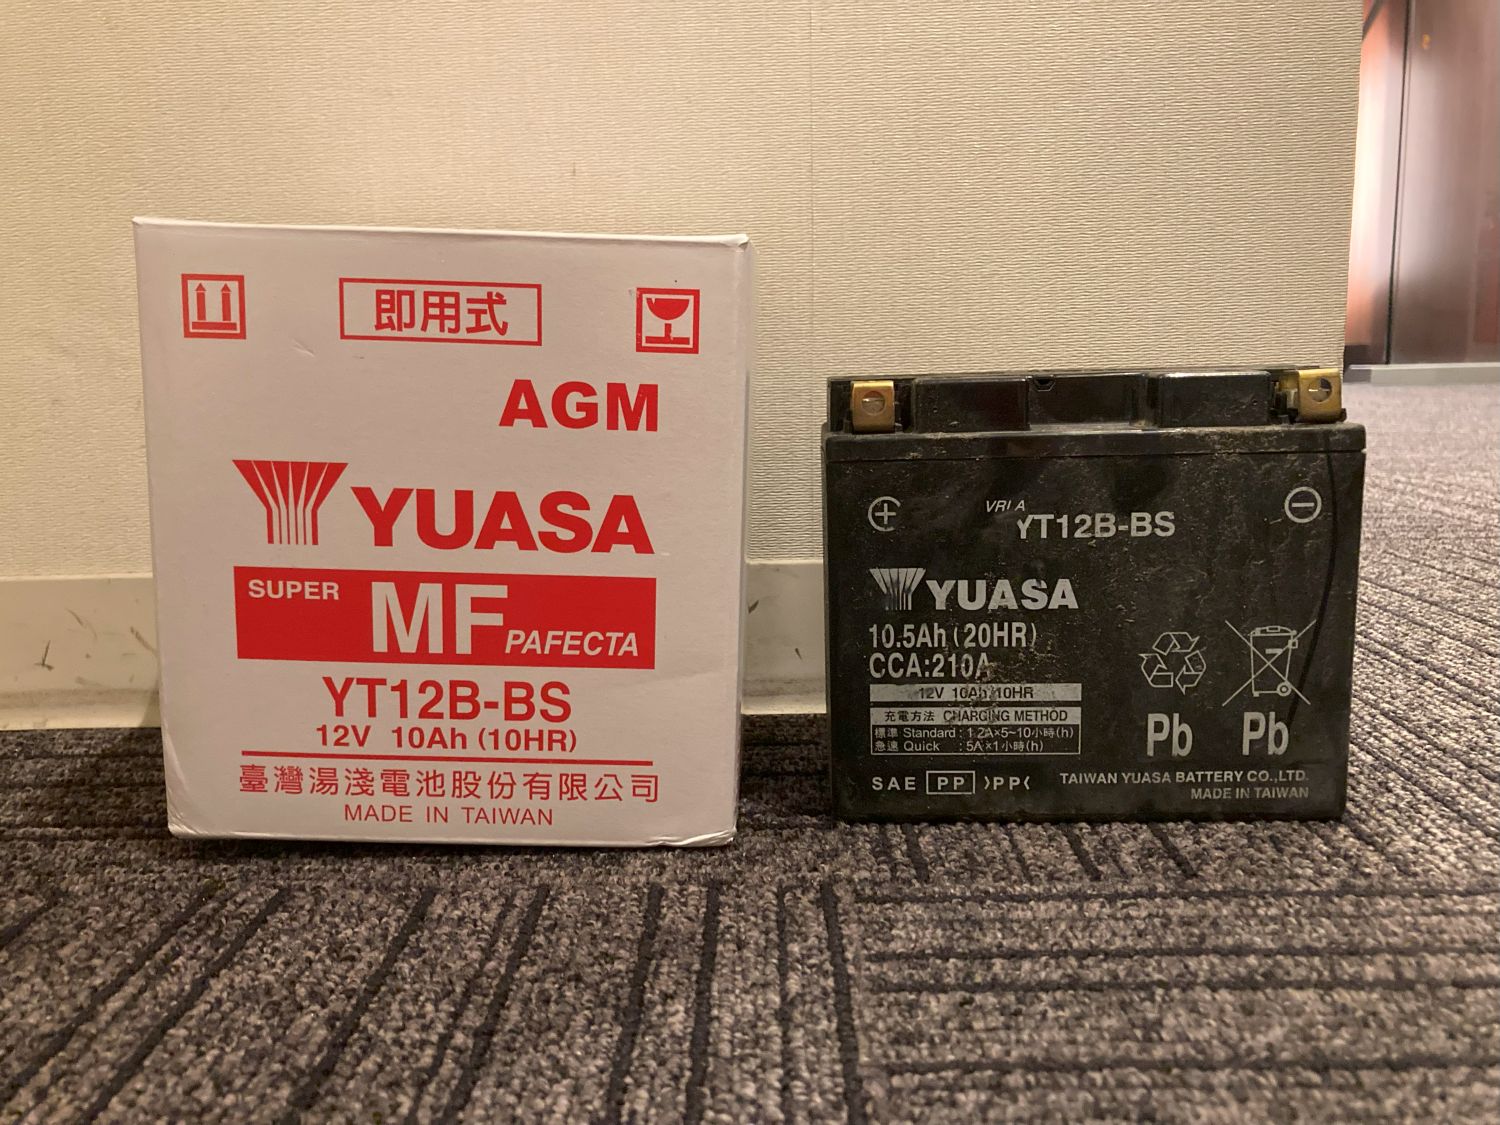 即用式
AGM
YUASA
SUPER MF PAFECTA
YT12B-BS
12V 10Ah (10HR)
臺灣湯淺電池股份有限公司
MADE IN TAIWAN
VRLA
YT12B-BS
YUASA
10.5Ah (20HR)
CCA:210A
12V 10Ah/10HR
充電方法 CHARGING METHOD
標準 Standard : 1.2A×5~10小時(h)
急速 Quick : 5A×1小時(h)
Pb Pb
SAE PP >PP<
TAIWAN YUASA BATTERY CO.,LTD.
MADE IN TAIWAN